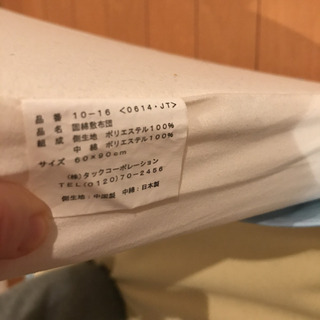 品番 10-16 <0614・JT>
品名 固綿敷布団
組成 側生地 ポリエステル100%
中綿 ポリエステル100%
サイズ 60×90cm
(株)タックコーポレーション
TEL(0120)70-2456
側生地:中国製 中綿:日本製